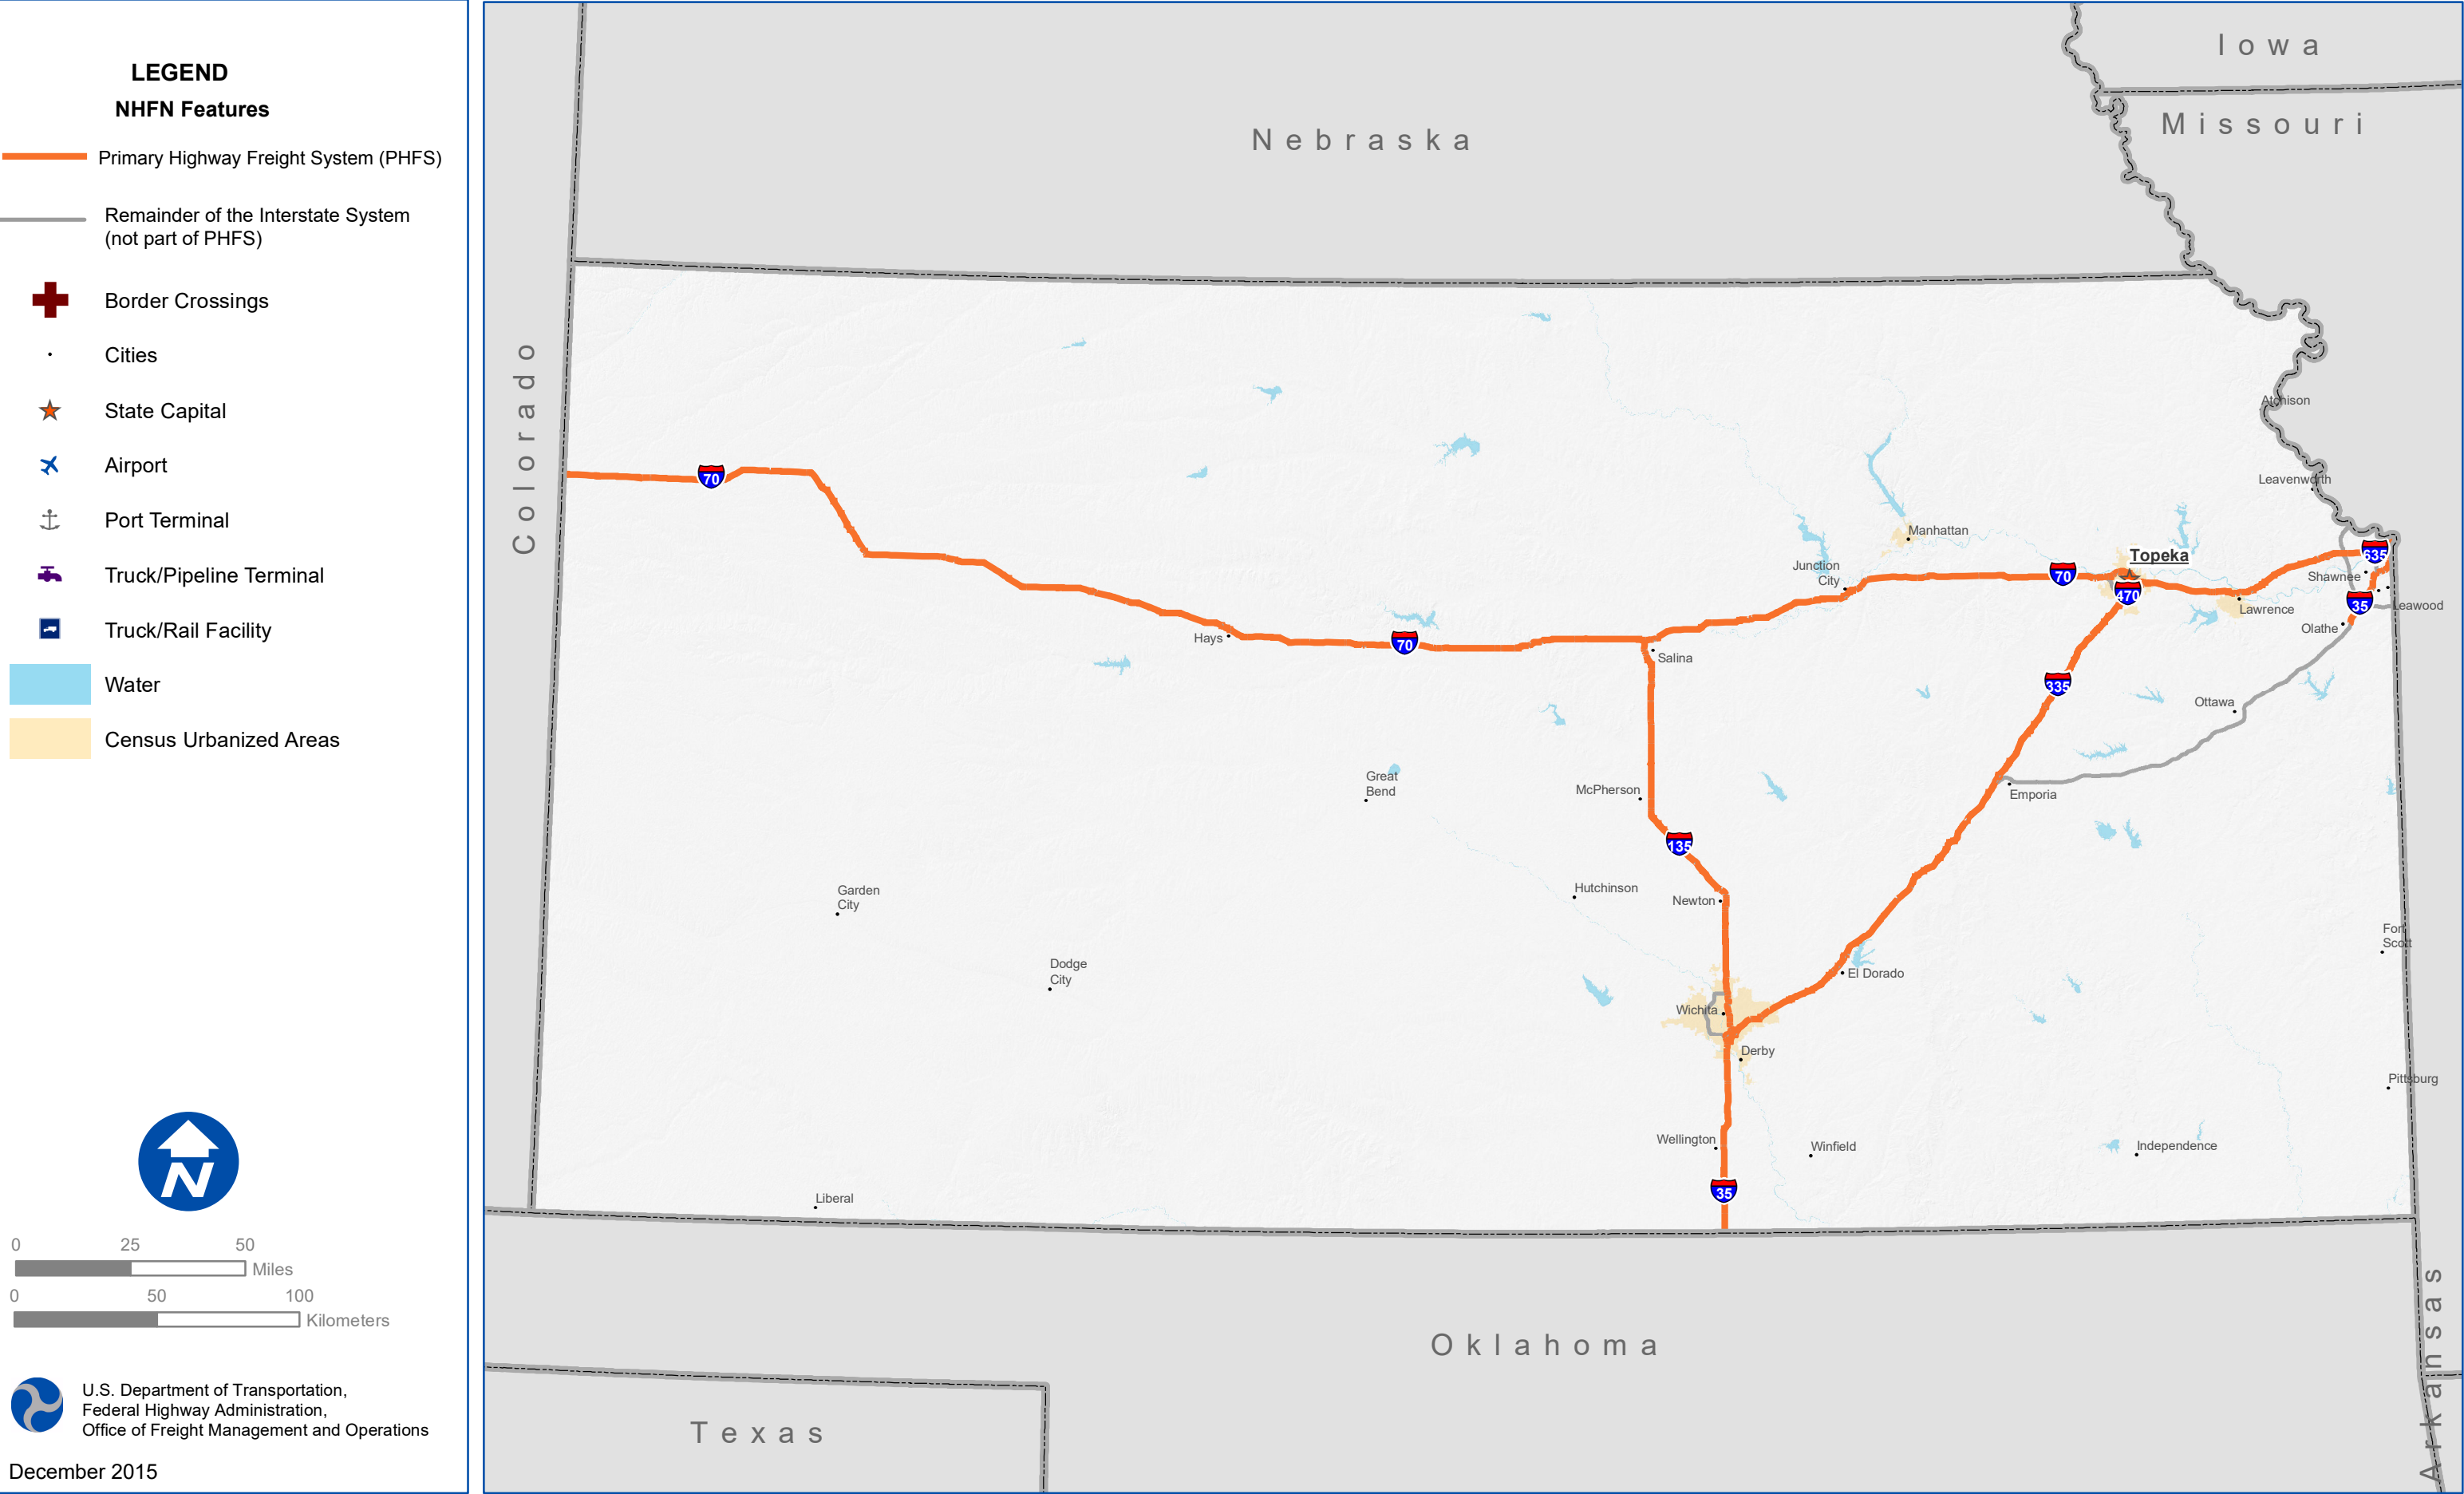 LEGEND
NHFN Features
Primary Highway Freight System (PHFS)
Remainder of the Interstate System
(not part of PHFS)
Border Crossings
Cities
State Capital
Airport
Port Terminal
Truck/Pipeline Terminal
Truck/Rail Facility
Water
Census Urbanized Areas
N
0 25 50
Miles
0 50 100
Kilometers
U.S. Department of Transportation,
Federal Highway Administration,
Office of Freight Management and Operations
December 2015
Iowa
Missouri
Nebraska
Colorado
Atchison
Leavenworth
70
Manhattan
Topeka
635
Junction
City
70
Shawnee
470
35
Leawood
Lawrence
Olathe
Hays
70
Salina
335
Ottawa
Great
Bend
McPherson
Emporia
135
Garden
City
Hutchinson
Newton
Fort
Scott
Dodge
City
El Dorado
Wichita
Derby
Pittsburg
Wellington
Winfield
Independence
35
Liberal
Oklahoma
Texas
Arkansas